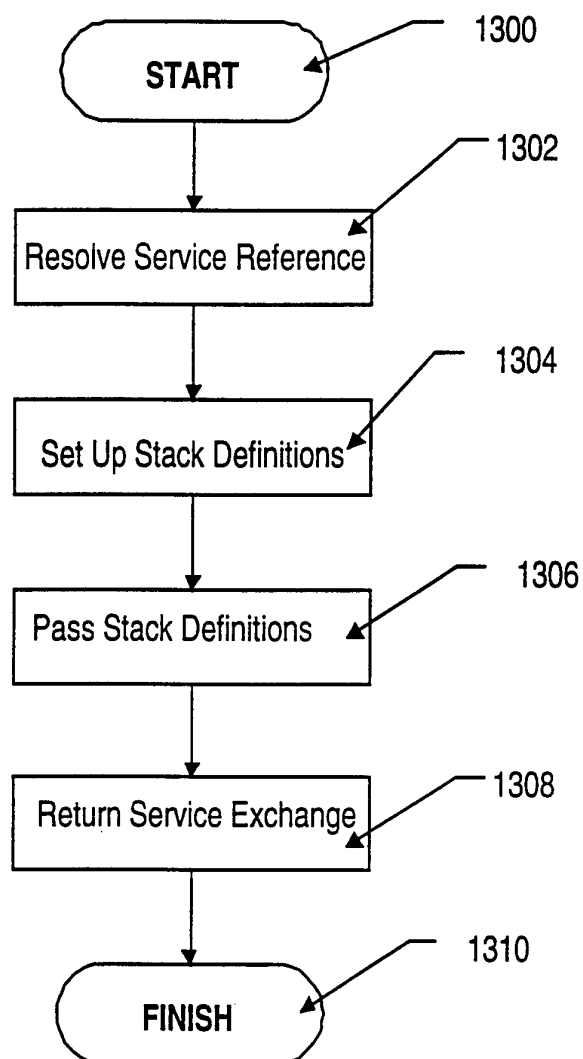 START
1300
1302
Resolve Service Reference
1304
Set Up Stack Definitions
1306
Pass Stack Definitions
1308
Return Service Exchange
1310
FINISH